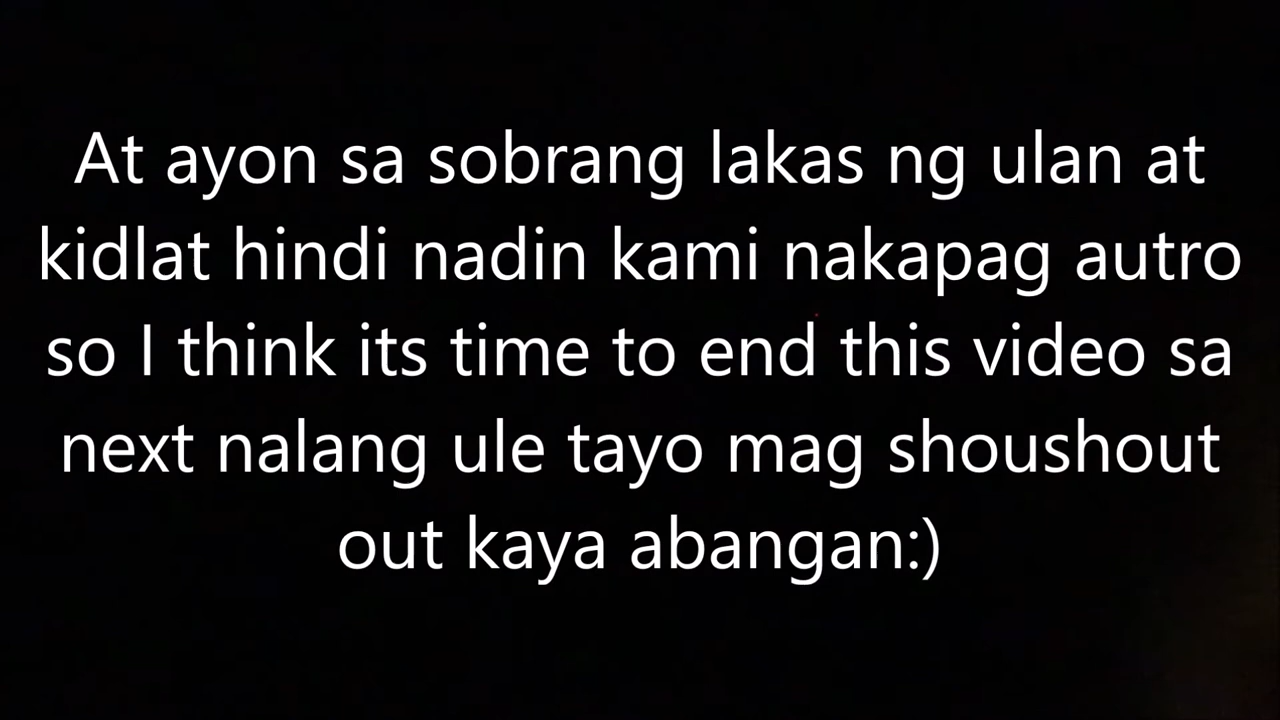 At ayon sa sobrang lakas ng ulan at
kidlat hindi nadin kami nakapag autro
so I think its time to end this video sa
next nalang ule tayo mag shoushout
out kaya abangan:)